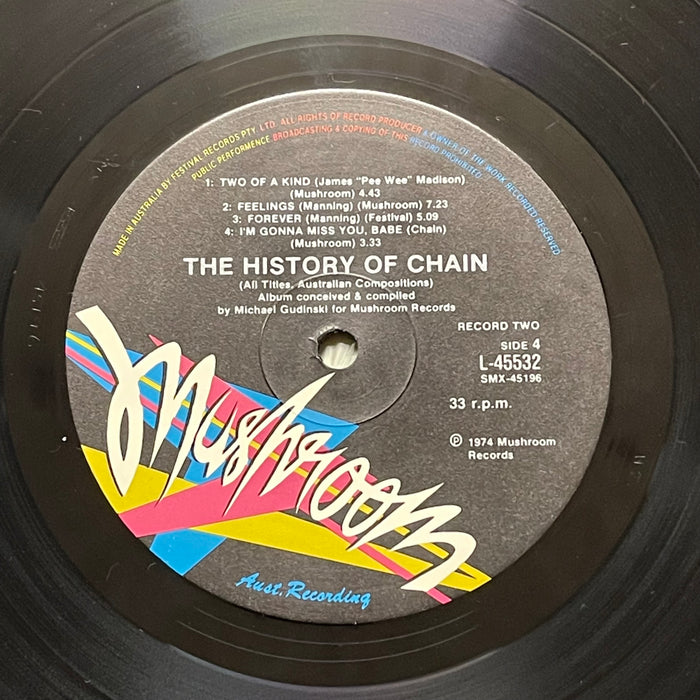 MADE IN AUSTRALIA BY FESTIVAL RECORDS PTY. LTD. ALL RIGHTS OF RECORD PRODUCER & OWNER OF THE WORK RECORDED RESERVED
PUBLIC PERFORMENCE BROADCASTING & COPYING OF THIS RECORD PROHIBITED.
1: TWO OF A KIND (James "Pee Wee" Madison)
(Mushroom) 4.43
2: FEELINGS (Manning) (Mushroom) 7.23
3: FOREVER (Manning) (Festival) 5.09
4: I'M GONNA MISS YOU, BABE (Chain)
(Mushroom) 3.33
THE HISTORY OF CHAIN
(All Titles, Australian Compositions)
Album conceived & compiled
by Michael Gudinski for Mushroom Records
RECORD TWO
SIDE 4
L-45532
SMX-45196
33 r.p.m.
℗ 1974 Mushroom
Records
Mushroom
Aust. Recording